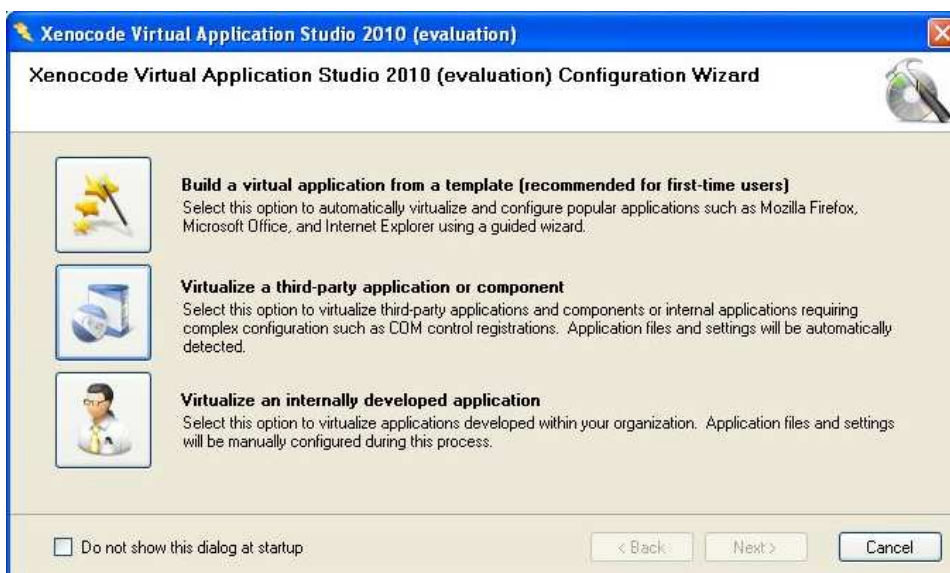 Xenocode Virtual Application Studio 2010 (evaluation)
Xenocode Virtual Application Studio 2010 (evaluation) Configuration Wizard
Build a virtual application from a template (recommended for first-time users)
Select this option to automatically virtualize and configure popular applications such as Mozilla Firefox,
Microsoft Office, and Internet Explorer using a guided wizard.
Virtualize a third-party application or component
Select this option to virtualize third-party applications and components or internal applications requiring
complex configuration such as COM control registrations. Application files and settings will be automatically
detected.
Virtualize an internally developed application
Select this option to virtualize applications developed within your organization. Application files and settings
will be manually configured during this process.
Do not show this dialog at startup
< Back
Next >
Cancel